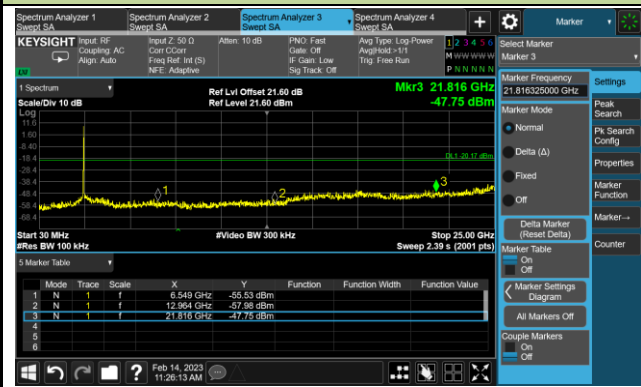 Spectrum Analyzer 1 Swept SA
Spectrum Analyzer 2 Swept SA
Spectrum Analyzer 3 Swept SA
Spectrum Analyzer 4 Swept SA
+
Marker
KEYSIGHT
Input: RF
Coupling: AC
Align: Auto
Input Z: 50 Ω
Corr CCorr
Freq Ref: Int (S)
NFE: Adaptive
Atten: 10 dB
PNO: Fast
Gate: Off
IF Gain: Low
Sig Track: Off
Avg Type: Log-Power
Avg|Hold:>1/1
Trig: Free Run
1 2 3 4 5 6
M W W W W W
P N N N N N
LXI
Select Marker
Marker 3
1 Spectrum
Scale/Div 10 dB
Log
Ref Lvl Offset 21.60 dB
Ref Level 21.60 dBm
Mkr3 21.816 GHz
-47.75 dBm
11.6
1.60
-8.40
-18.4
-28.4
-38.4
-48.4
-58.4
-68.4
DL1 -20.17 dBm
1
2
3
Start 30 MHz
#Video BW 300 kHz
Stop 25.00 GHz
#Res BW 100 kHz
Sweep 2.39 s (2001 pts)
Marker Frequency
21.816325000 GHz
Marker Mode
Normal
Delta (Δ)
Fixed
Off
Delta Marker
(Reset Delta)
Marker Table
On
Off
Marker Settings
Diagram
All Markers Off
Couple Markers
On
Off
Settings
Peak
Search
Pk Search
Config
Properties
Marker
Function
Marker→
Counter
5 Marker Table
Mode Trace Scale X Y Function Function Width Function Value
1 N 1 f 6.549 GHz -55.53 dBm
2 N 1 f 12.964 GHz -57.98 dBm
3 N 1 f 21.816 GHz -47.75 dBm
4
5
6
?
Feb 14, 2023
11:26:13 AM